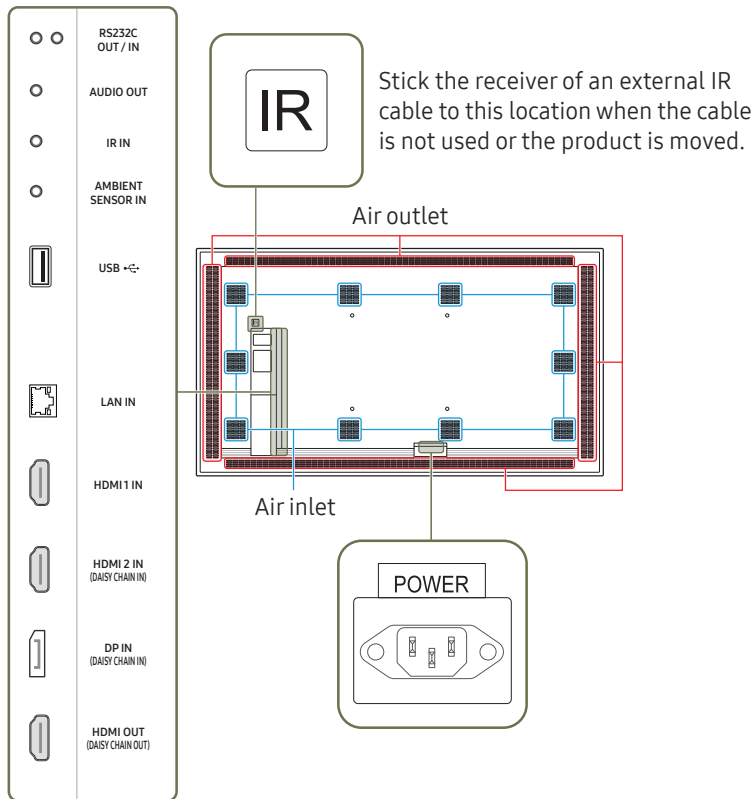 RS232C
OUT / IN
AUDIO OUT
IR IN
AMBIENT
SENSOR IN
USB
LAN IN
HDMI 1 IN
HDMI 2 IN
(DAISY CHAIN IN)
DP IN
(DAISY CHAIN IN)
HDMI OUT
(DAISY CHAIN OUT)
IR
Stick the receiver of an external IR
cable to this location when the cable
is not used or the product is moved.
Air outlet
Air inlet
POWER